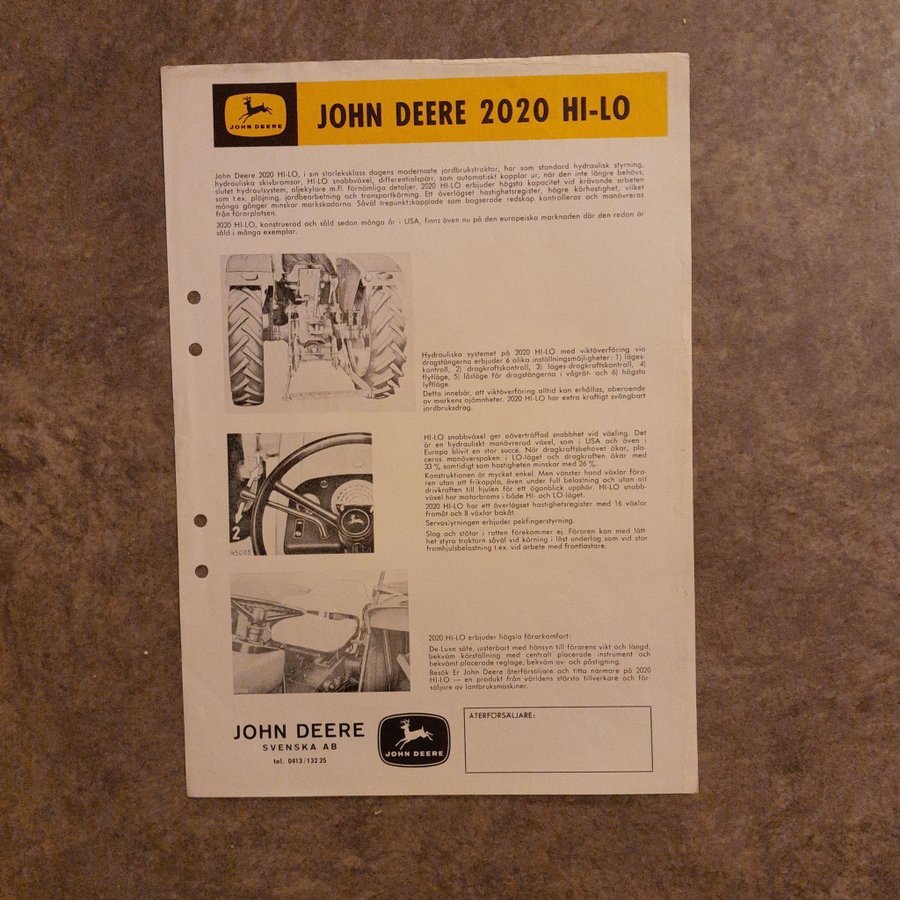 JOHN DEERE
JOHN DEERE 2020 HI-LO
John Deere 2020 HI-LO, i sin storleksklass dagens modernaste jordbrukstraktor, har som standard hydraulisk styrning,
hydrauliska skivbromsar, HI-LO snabbväxel, differentialspärr, som automatiskt kopplar ur, när den inte längre behövs,
slutet hydraulsystem, oljekylare m.fl. förnämliga detaljer. 2020 HI-LO erbjuder högsta kapacitet vid krävande arbeten
som t.ex. plöjning, jordbearbetning och transportkörning. Ett överlägset hastighetsregister, högre körhastighet, vilket
många gånger minskar markskadorna. Såväl trepunktskopplade som bogserade redskap kontrolleras och manövreras
från förarplatsen.
2020 HI-LO, konstruerad och såld sedan många år i USA, finns även nu på den europeiska marknaden där den redan är
såld i många exemplar.
Hydrauliska systemet på 2020 HI-LO med viktöverföring via
dragstängerna erbjuder 6 olika inställningsmöjligheter: 1) läges-
kontroll, 2) dragkraftskontroll, 3) läges-dragkraftskontroll, 4)
flytläge, 5) låsläge för dragstängerna i vågrät- och 6) högsta
lyftläge.
Detta innebär, att viktöverföring alltid kan erhållas, oberoende
av markens ojämnheter. 2020 HI-LO har extra kraftigt svängbart
jordbruksdrag.
HI-LO snabbväxel ger oöverträffad snabbhet vid växling. Det
är en hydrauliskt manövrerad växel, som i USA och även i
Europa blivit en stor succé. När dragkraftsbehovet ökar, pla-
ceras manöverspaken i LO-läget och dragkraften ökar med
33 % samtidigt som hastigheten minskar med 26 %.
Konstruktionen är mycket enkel. Men vänster hand växlar föra-
ren utan att frikoppla, även under full belastning och utan att
drivkraften till hjulen för ett ögonblick upphör. HI-LO snabb-
växel har motorbroms i både HI- och LO-läget.
2020 HI-LO har ett överlägset hastighetsregister med 16 växlar
framåt och 8 växlar bakåt.
Servostyrningen erbjuder pekfingerstyrning.
Slag och stötar i ratten förekommer ej. Föraren kan med lätt-
het styra traktorn såväl vid körning i löst underlag som vid stor
framhjulsbelastning t.ex. vid arbete med frontlastare.
2020 HI-LO erbjuder högsta förarkomfort:
De-Luxe säte, justerbart med hänsyn till förarens vikt och längd,
bekväm körställning med centralt placerade instrument och
bekvämt placerade reglage, bekväm av- och påstigning.
Besök Er John Deere återförsäljare och titta närmare på 2020
HI-LO — en produkt från världens största tillverkare och för-
säljare av lantbruksmaskiner.
JOHN DEERE
SVENSKA AB
tel. 0413/132 25
JOHN DEERE
ÅTERFÖRSÄLJARE: